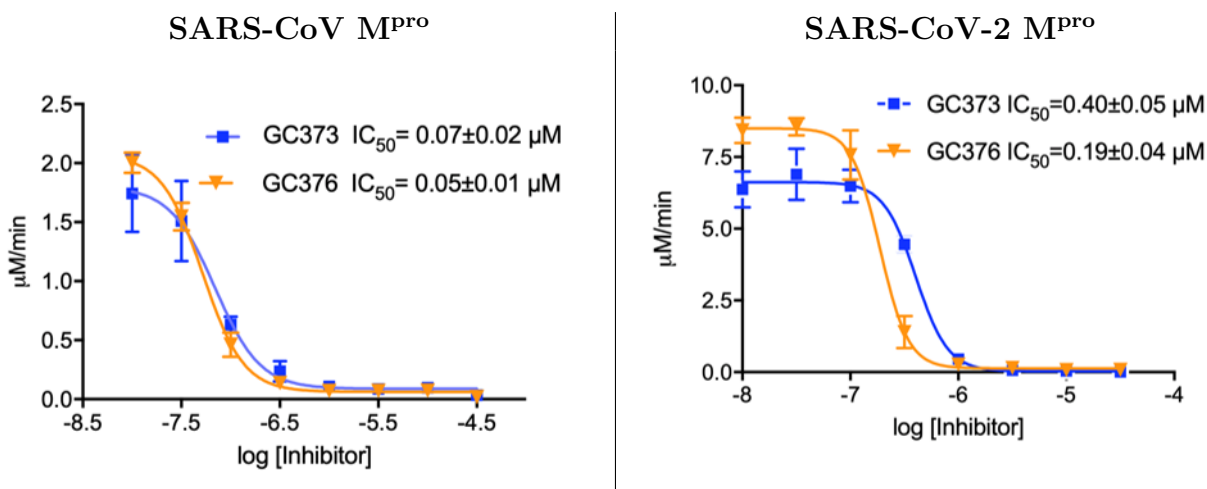 SARS-CoV Mᵖʳᵒ
2.5
2.0
1.5
1.0
0.5
0.0
µM/min
GC373 IC₅₀= 0.07±0.02 µM
GC376 IC₅₀= 0.05±0.01 µM
-8.5 -7.5 -6.5 -5.5 -4.5
log [Inhibitor]
SARS-CoV-2 Mᵖʳᵒ
10.0
7.5
5.0
2.5
0.0
µM/min
GC373 IC₅₀=0.40±0.05 µM
GC376 IC₅₀=0.19±0.04 µM
-8 -7 -6 -5 -4
log [Inhibitor]